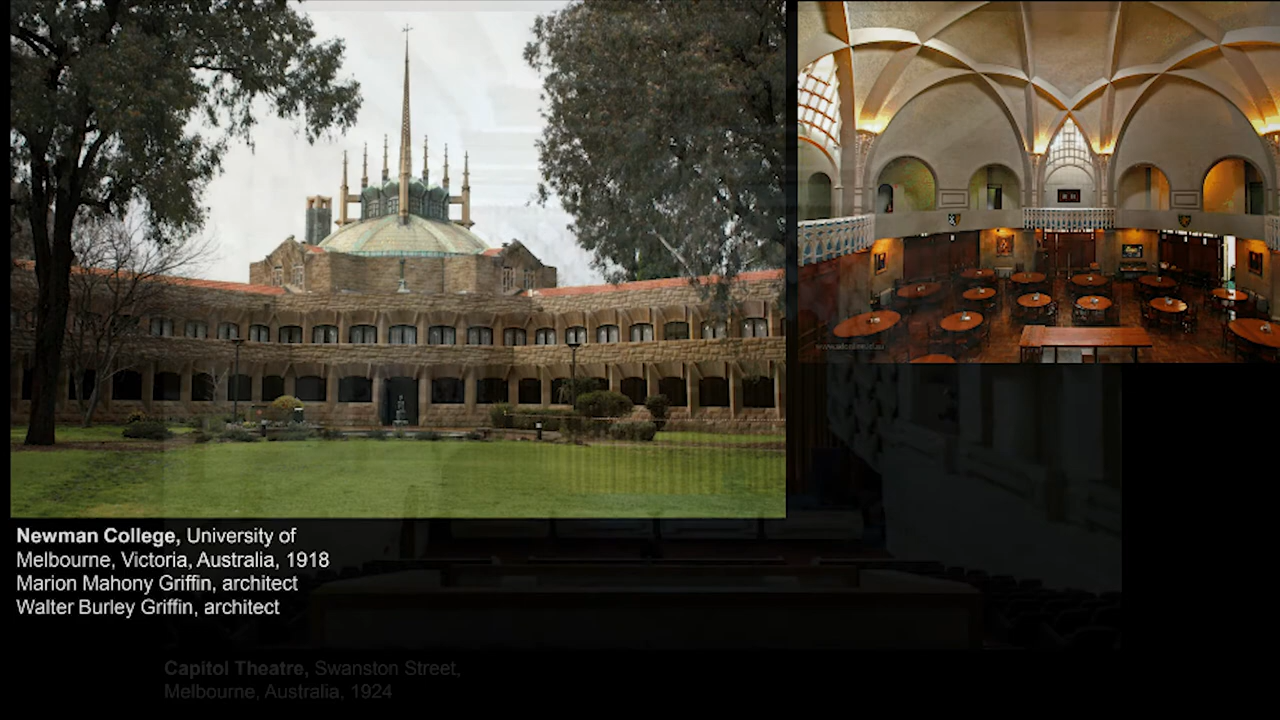 Newman College, University of
Melbourne, Victoria, Australia, 1918
Marion Mahony Griffin, architect
Walter Burley Griffin, architect
Capitol Theatre, Swanston Street,
Melbourne, Australia, 1924